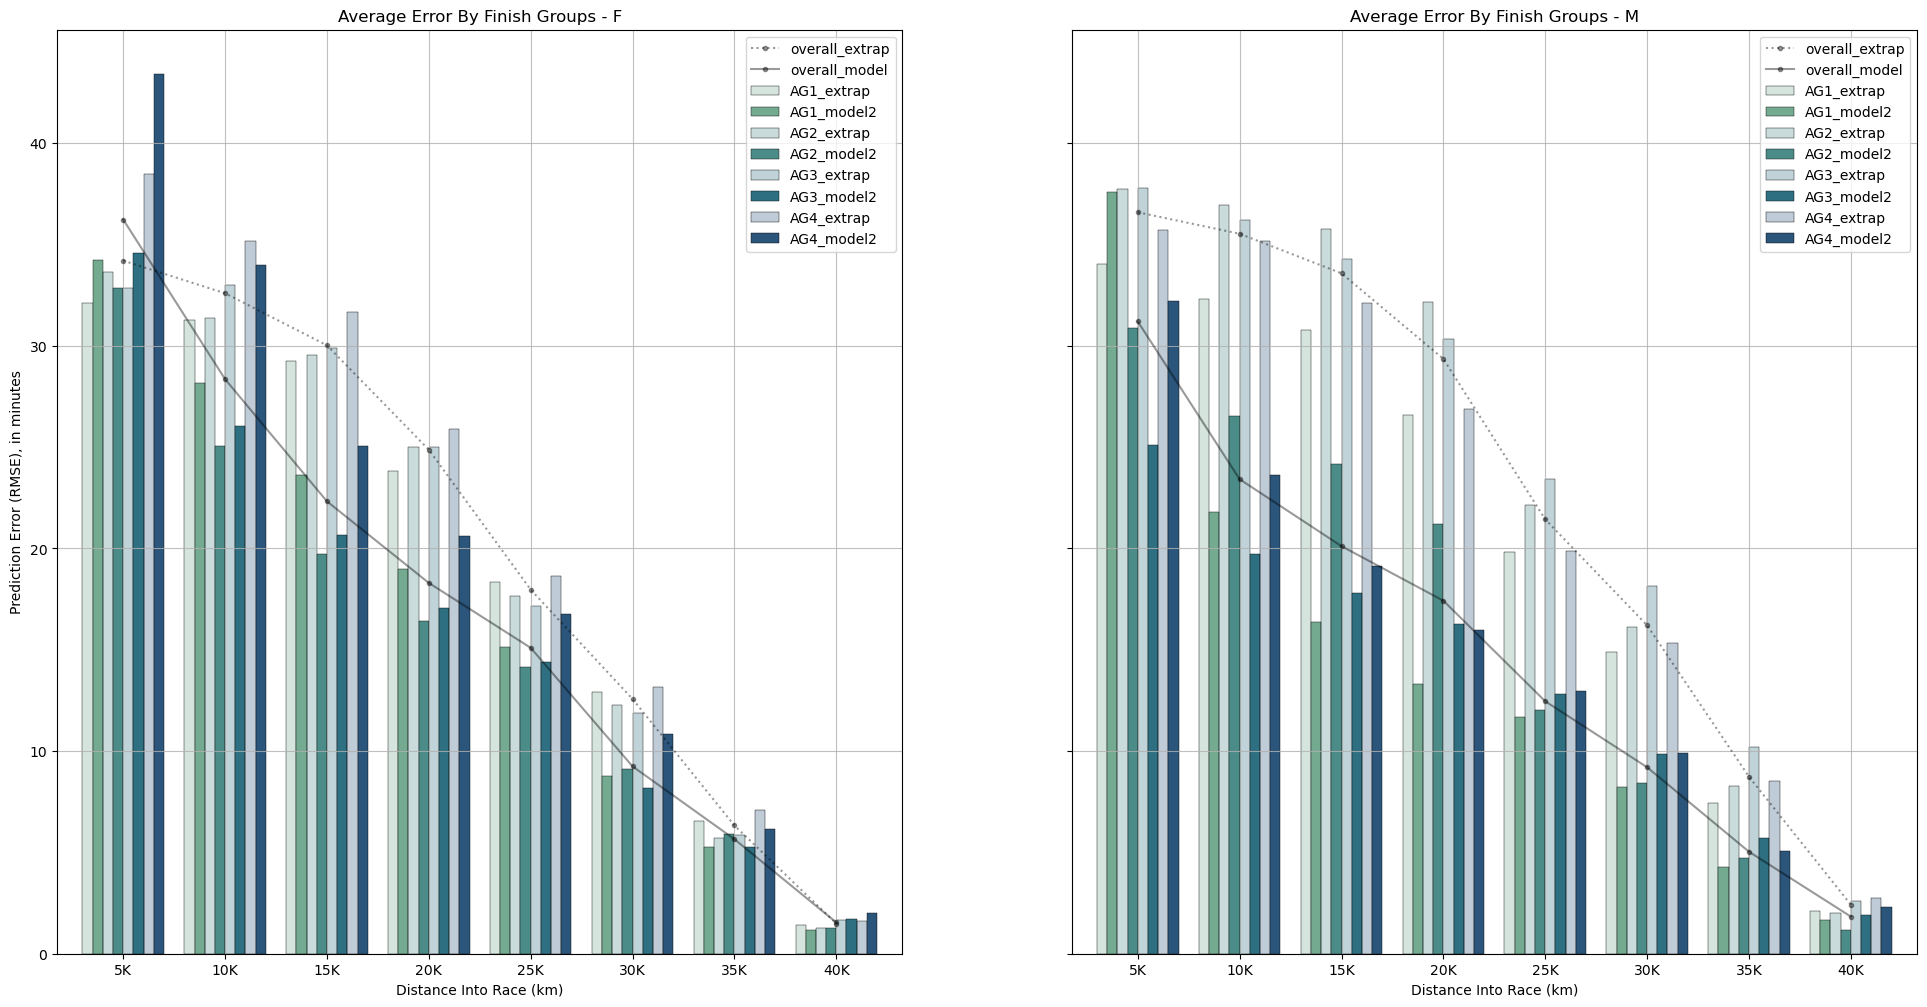 Average Error By Finish Groups - F
Prediction Error (RMSE), in minutes
40
30
20
10
0
5K 10K 15K 20K 25K 30K 35K 40K
Distance Into Race (km)
overall_extrap
overall_model
AG1_extrap
AG1_model2
AG2_extrap
AG2_model2
AG3_extrap
AG3_model2
AG4_extrap
AG4_model2
Average Error By Finish Groups - M
5K 10K 15K 20K 25K 30K 35K 40K
Distance Into Race (km)
overall_extrap
overall_model
AG1_extrap
AG1_model2
AG2_extrap
AG2_model2
AG3_extrap
AG3_model2
AG4_extrap
AG4_model2